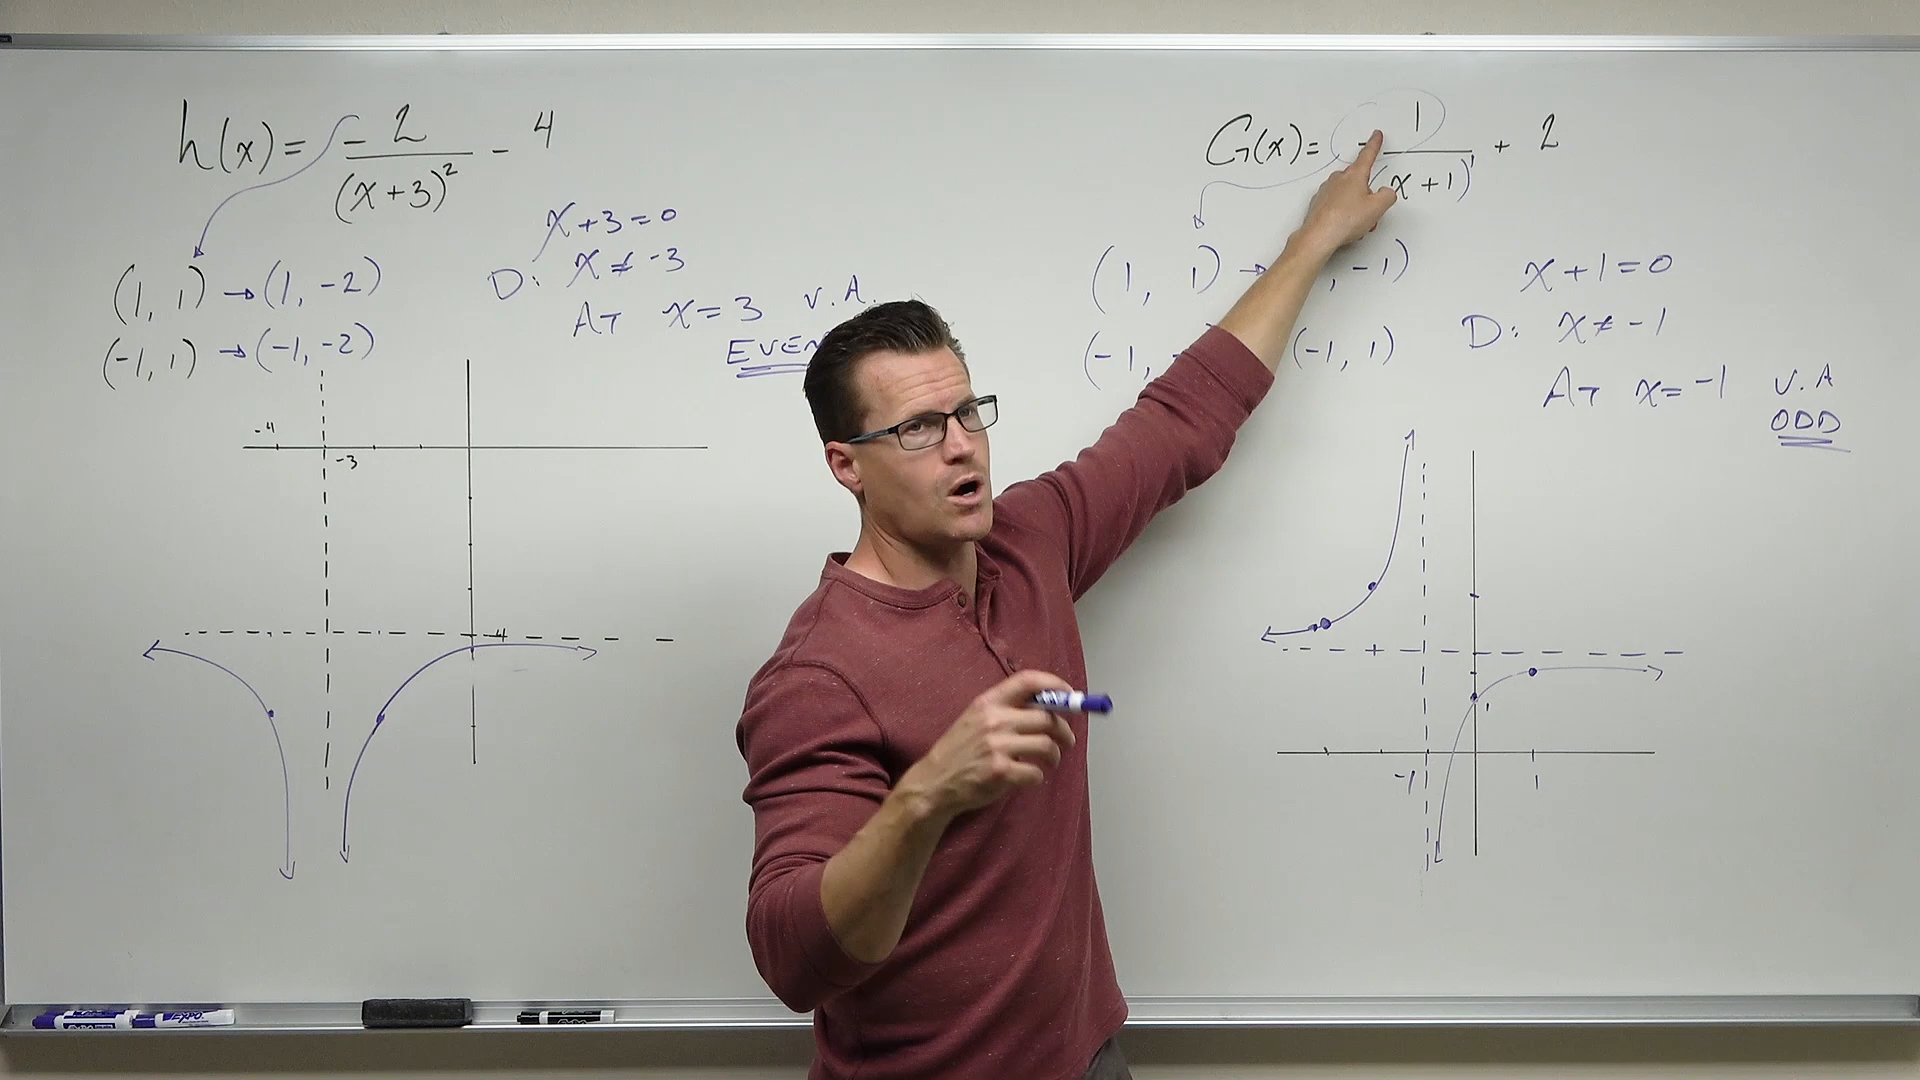 h(x) = -2/(x+3)² - 4
(1, 1) → (1, -2)
(-1, 1) → (-1, -2)
x+3=0
D: x≠-3
AT x=3 V.A.
EVEN
-4
-3
-4
G(x) = -1/(x+1)¹ + 2
(1, 1) → , -1)
(-1, (-1, 1)
x+1=0
D: x≠-1
AT x=-1 V.A
ODD
-1 1
EXPO